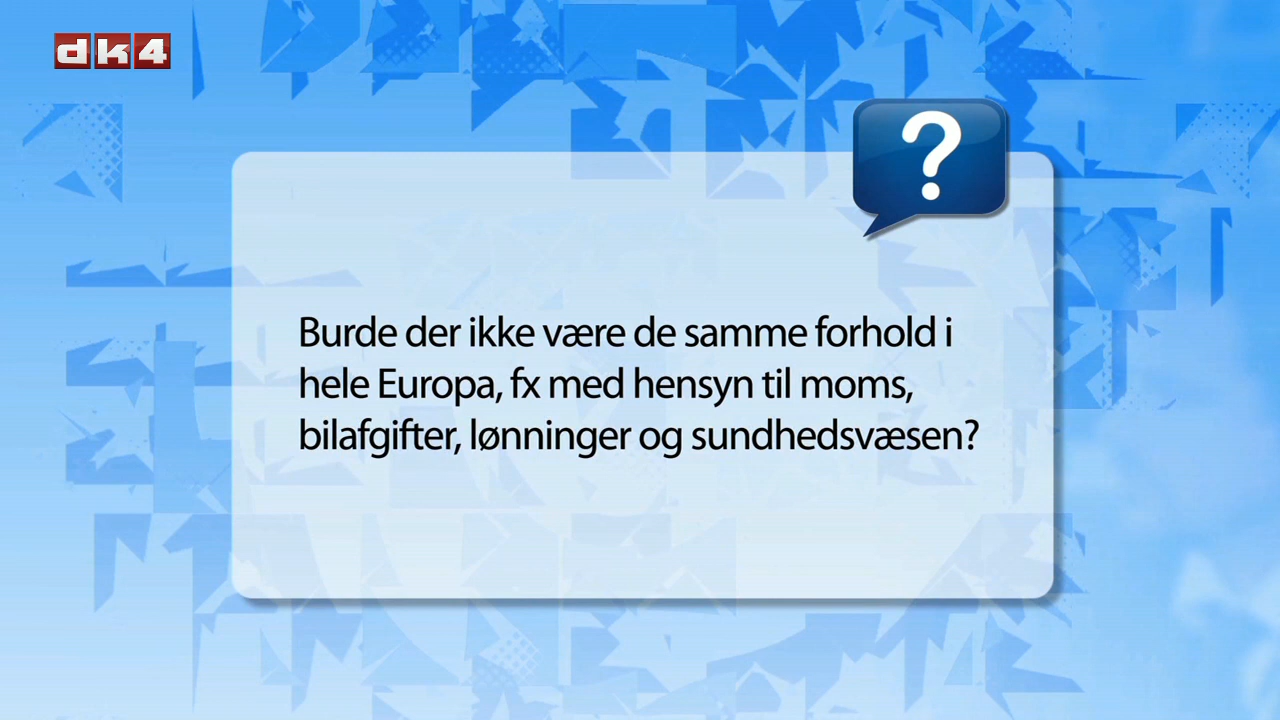 dk4
?
Burde der ikke være de samme forhold i
hele Europa, fx med hensyn til moms,
bilafgifter, lønninger og sundhedsvæsen?